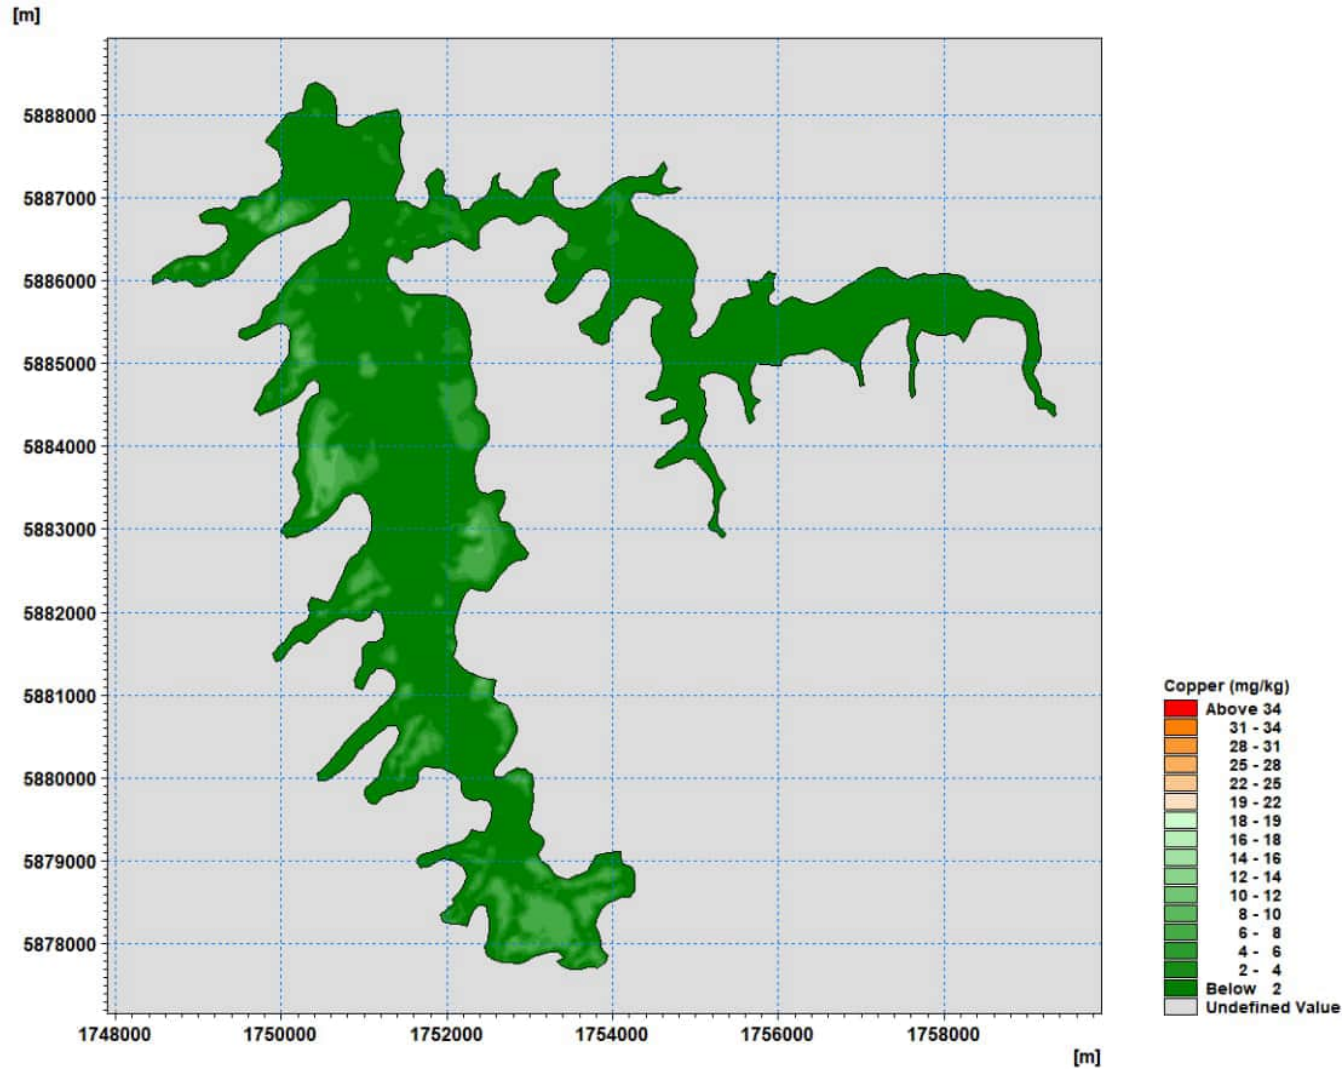 [m]
5888000
5887000
5886000
5885000
5884000
5883000
5882000
5881000
5880000
5879000
5878000
1748000 1750000 1752000 1754000 1756000 1758000
[m]
Copper (mg/kg)
Above 34
31 - 34
28 - 31
25 - 28
22 - 25
19 - 22
18 - 19
16 - 18
14 - 16
12 - 14
10 - 12
8 - 10
6 - 8
4 - 6
2 - 4
Below 2
Undefined Value